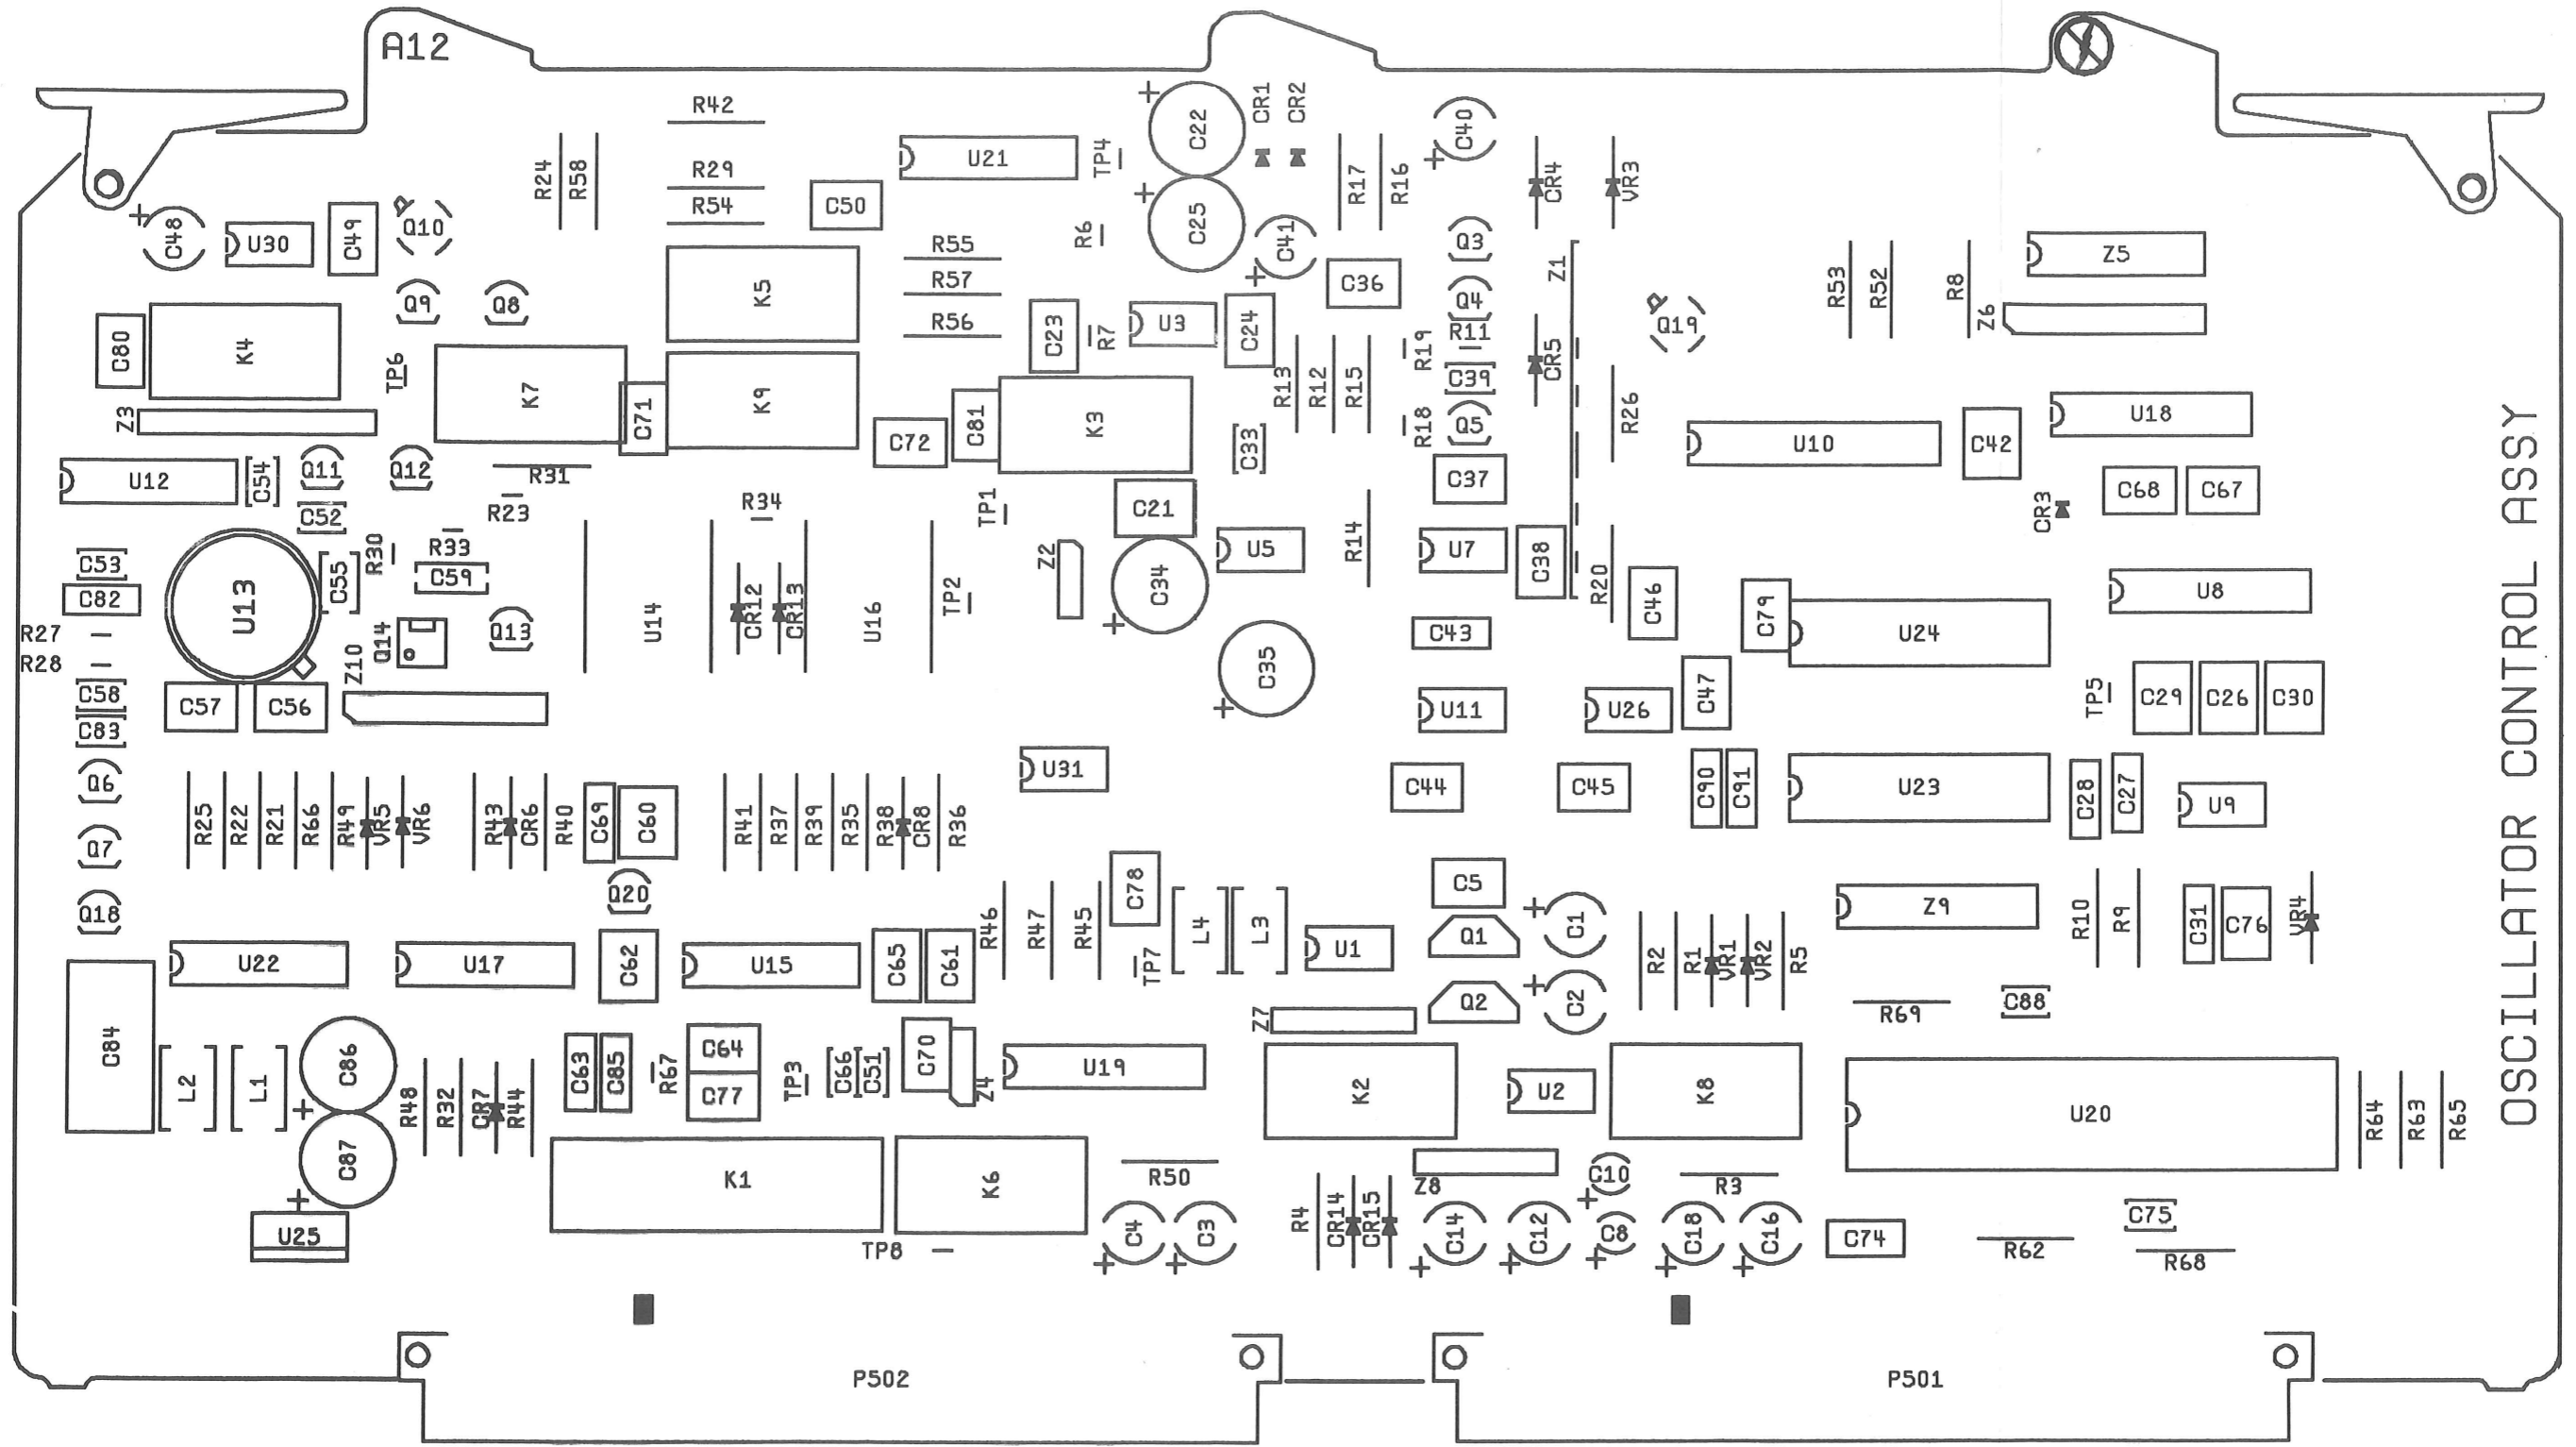 A12
R42
CR1
CR2
C22
C40
R24
R58
U21
TP4
R29
R17
R16
CR4
VR3
R54
C50
C25
C48
U30
C49
Q10
R55
R6
C41
Q3
Z5
R57
C36
Z1
K5
Q9
Q8
Q4
R53
R52
R8
Z6
R56
C23
R7
U3
C24
R11
Q19
C80
K4
TP6
R19
CR5
K7
C71
K9
C39
R13
R12
R15
Z3
C72
C81
K3
R18
Q5
R26
U10
C42
U18
C33
U12
C54
Q11
Q12
R31
C37
C68
C67
C52
R23
R34
TP1
C21
CR3
C53
R30
R33
Z2
U5
R14
U7
C38
C82
U13
C55
C59
C34
R20
C46
C79
U8
R27
Q14
Q13
U14
CR12
CR13
U16
TP2
C43
U24
R28
Z10
C35
C58
C57
C56
C47
TP5
C29
C26
C30
C83
U11
U26
Q6
U31
C44
C45
C90
C91
U23
C28
C27
U9
Q7
R25
R22
R21
R66
R49
VR5
VR6
R43
CR6
R40
C69
C60
R41
R37
R39
R35
R38
CR8
R36
Q20
C78
C5
Q18
R46
R47
R45
L4
L3
U1
Q1
C1
R2
R1
VR1
VR2
R5
Z9
R10
R9
C31
C76
VR4
U22
U17
C62
U15
C65
C61
TP7
Q2
C2
Z7
R69
C88
C84
L2
L1
C86
C63
C85
R67
C64
C77
TP3
C66
C51
C70
Z4
U19
K2
U2
K8
U20
R64
R63
R65
R48
R32
CR7
R44
C87
K1
K6
R50
Z8
C10
R3
U25
TP8
C4
C3
R4
CR14
CR15
C14
C12
C8
C18
C16
C74
R62
C75
R68
P502
P501
OSCILLATOR CONTROL ASSY